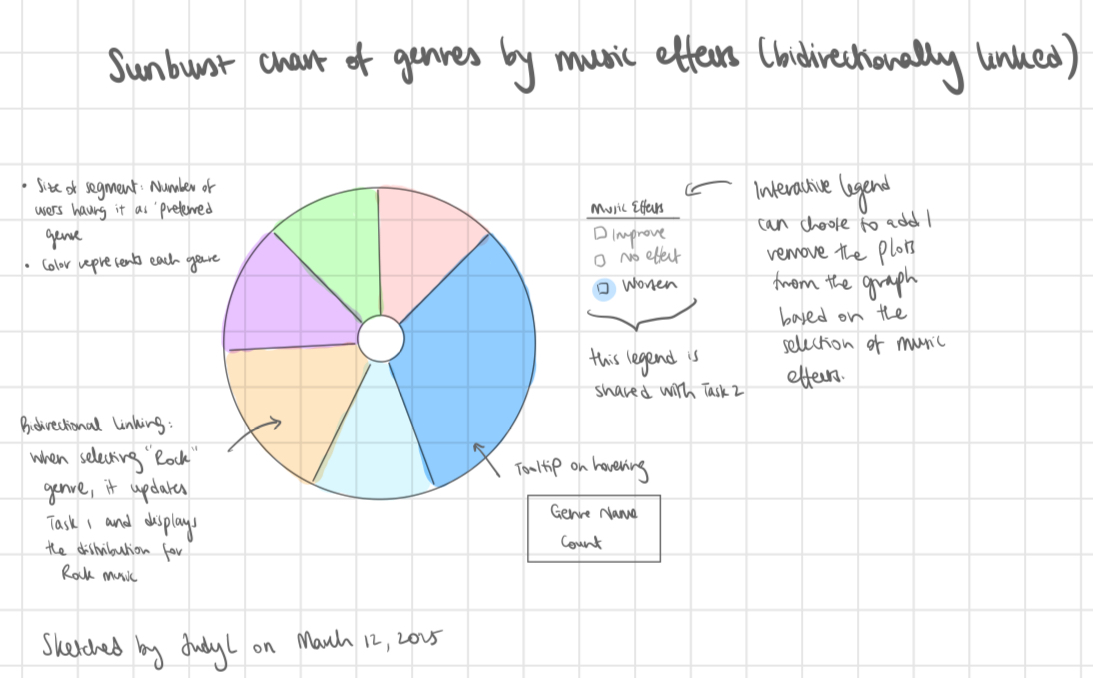 Sunburst chart of genres by music effects (bidirectionally linked)
• Size of segment: Number of
users having it as preferred
genre
• Color represents each genre
Music Effects
Improve
No effect
Worsen
this legend is
shared with Task 2
Interactive legend
can choose to add/
remove the plots
from the graph
based on the
selection of music
effects.
Bidirectional linking:
when selecting "Rock"
genre, it updates
Task 1 and displays
the distribution for
Rock music
Tooltip on hovering
Genre Name
Count
Sketched by Judy L on March 12, 2025